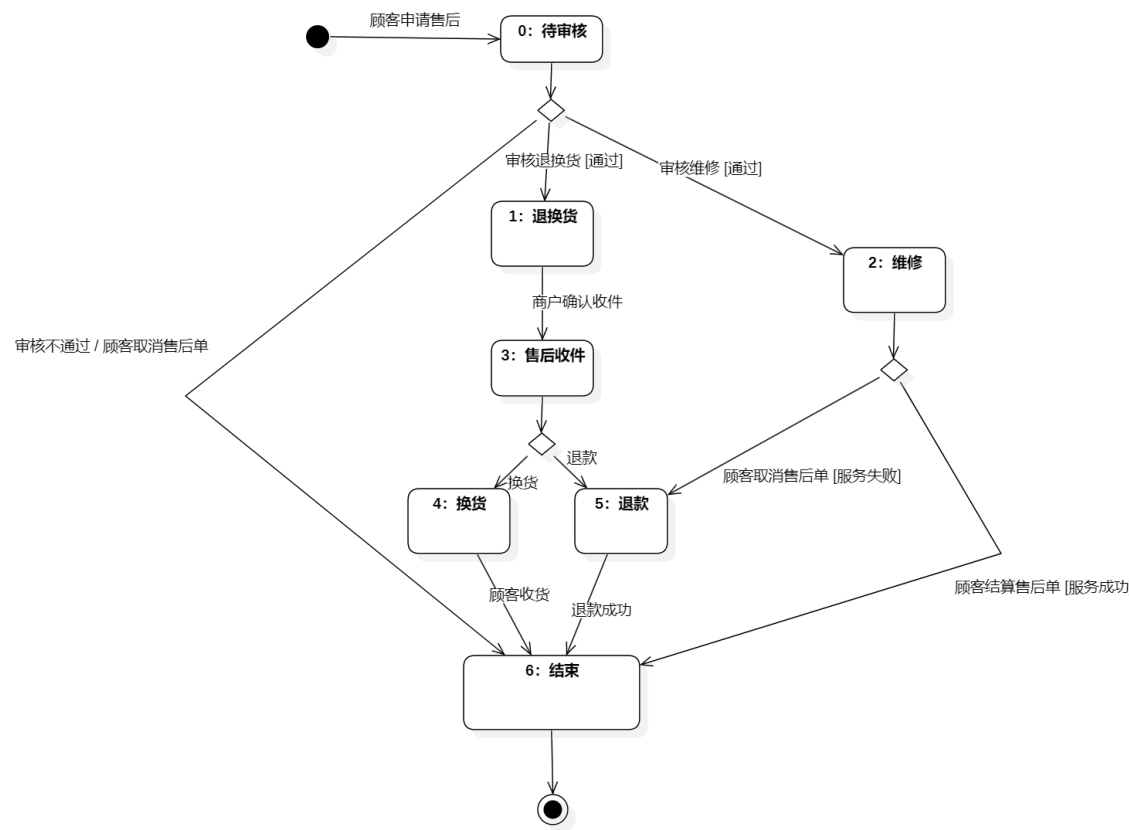 顾客申请售后
0：待审核
审核退换货 [通过]
审核维修 [通过]
1：退换货
2：维修
商户确认收件
审核不通过 / 顾客取消售后单
3：售后收件
退款
换货
顾客取消售后单 [服务失败]
4：换货
5：退款
顾客结算售后单 [服务成功
顾客收货
退款成功
6：结束